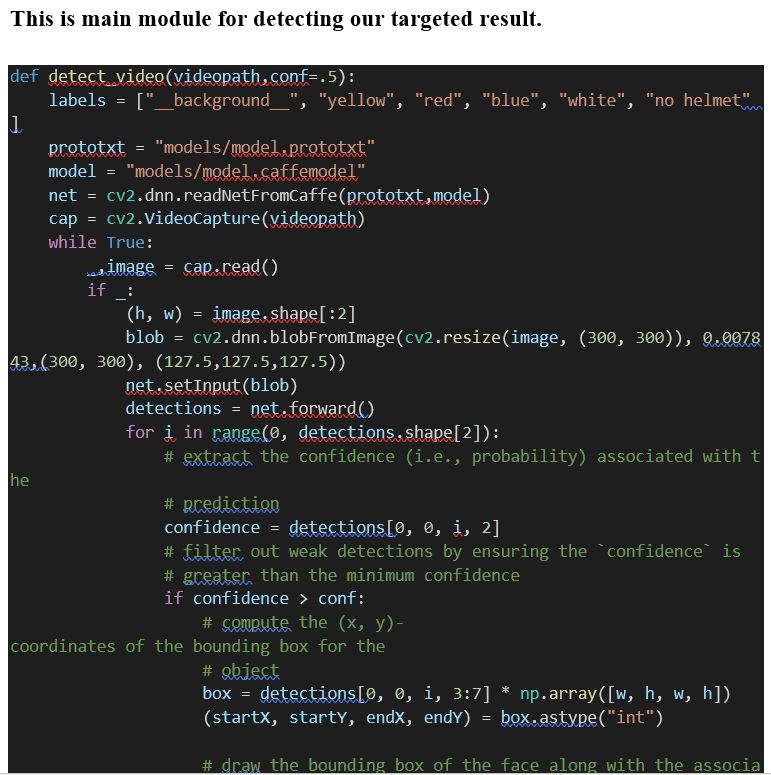 This is main module for detecting our targeted result.
def detect_video(videopath,conf=.5):
    labels = ["__background__", "yellow", "red", "blue", "white", "no helmet"
]
    prototxt = "models/model.prototxt"
    model = "models/model.caffemodel"
    net = cv2.dnn.readNetFromCaffe(prototxt,model)
    cap = cv2.VideoCapture(videopath)
    while True:
        _,image = cap.read()
        if _:
            (h, w) = image.shape[:2]
            blob = cv2.dnn.blobFromImage(cv2.resize(image, (300, 300)), 0.0078
43,(300, 300), (127.5,127.5,127.5))
            net.setInput(blob)
            detections = net.forward()
            for i in range(0, detections.shape[2]):
                # extract the confidence (i.e., probability) associated with t
he
                # prediction
                confidence = detections[0, 0, i, 2]
                # filter out weak detections by ensuring the `confidence` is
                # greater than the minimum confidence
                if confidence > conf:
                    # compute the (x, y)-
coordinates of the bounding box for the
                    # object
                    box = detections[0, 0, i, 3:7] * np.array([w, h, w, h])
                    (startX, startY, endX, endY) = box.astype("int")
                    # draw the bounding box of the face along with the associa